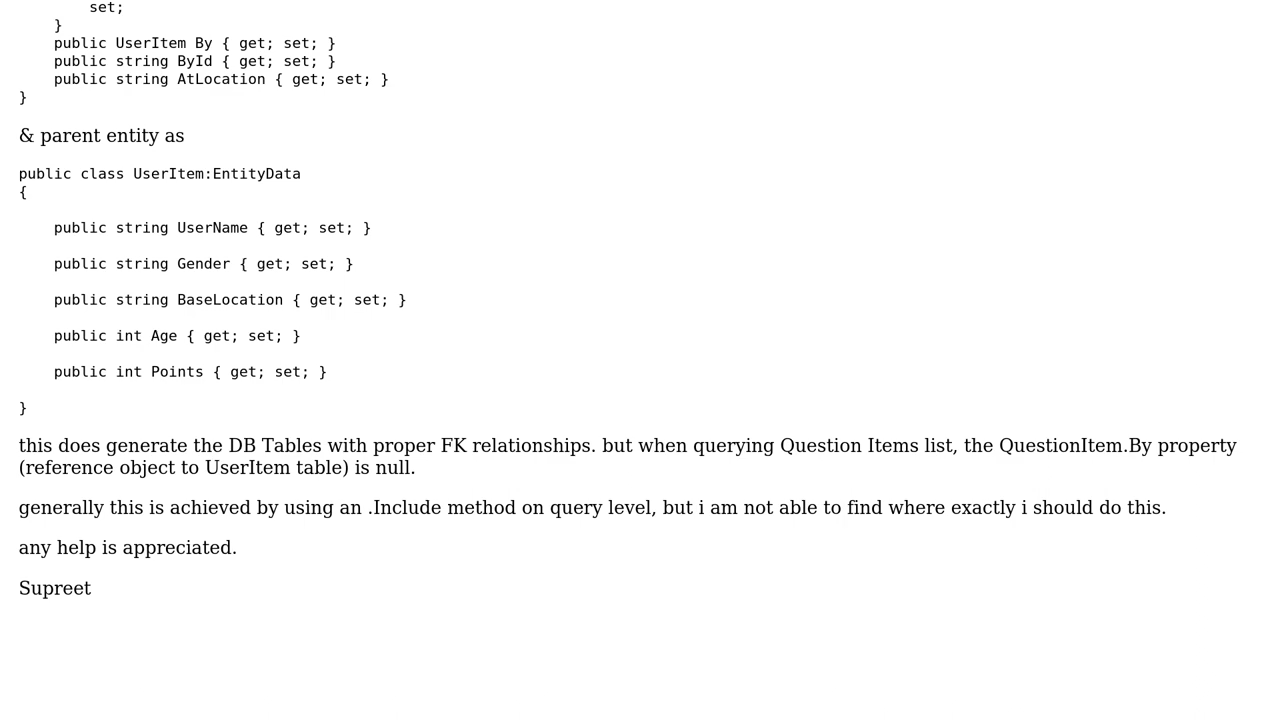 set;
    }
    public UserItem By { get; set; }
    public string ById { get; set; }
    public string AtLocation { get; set; }
}
& parent entity as
public class UserItem:EntityData
{
    public string UserName { get; set; }
    public string Gender { get; set; }
    public string BaseLocation { get; set; }
    public int Age { get; set; }
    public int Points { get; set; }
}
this does generate the DB Tables with proper FK relationships. but when querying Question Items list, the QuestionItem.By property
(reference object to UserItem table) is null.
generally this is achieved by using an .Include method on query level, but i am not able to find where exactly i should do this.
any help is appreciated.
Supreet